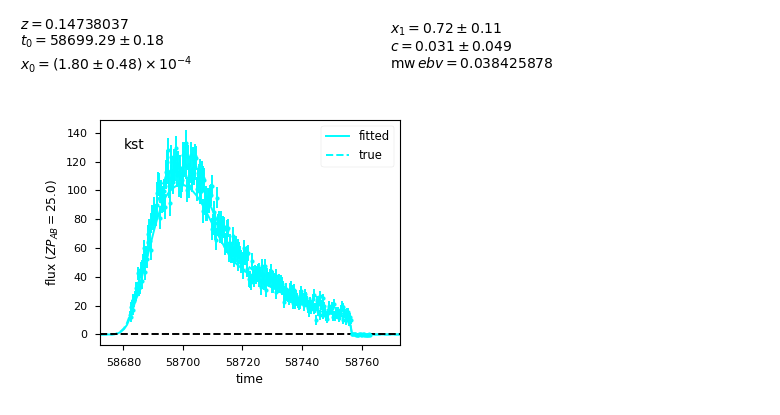 z = 0.14738037
t₀ = 58699.29 ± 0.18
x₀ = (1.80 ± 0.48) × 10⁻⁴
x₁ = 0.72 ± 0.11
c = 0.031 ± 0.049
mw ebv = 0.038425878
kst
fitted
true
flux (ZP_AB = 25.0)
140
120
100
80
60
40
20
0
58680 58700 58720 58740 58760
time